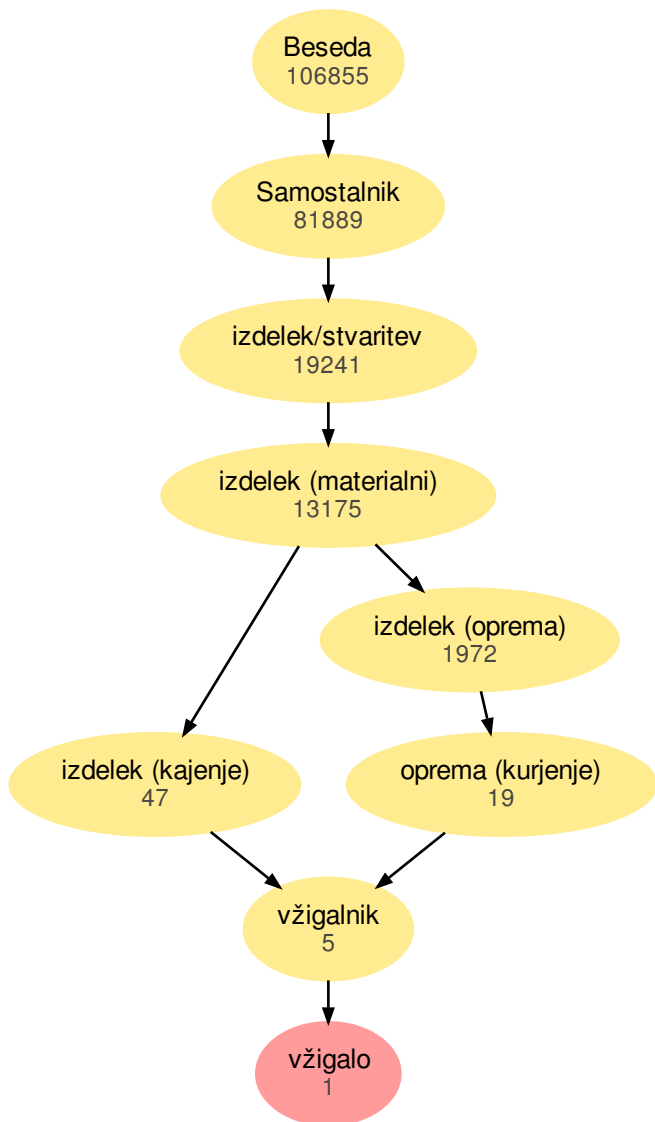 Beseda
106855
Samostalnik
81889
izdelek/stvaritev
19241
izdelek (materialni)
13175
izdelek (oprema)
1972
izdelek (kajenje)
47
oprema (kurjenje)
19
vžigalnik
5
vžigalo
1